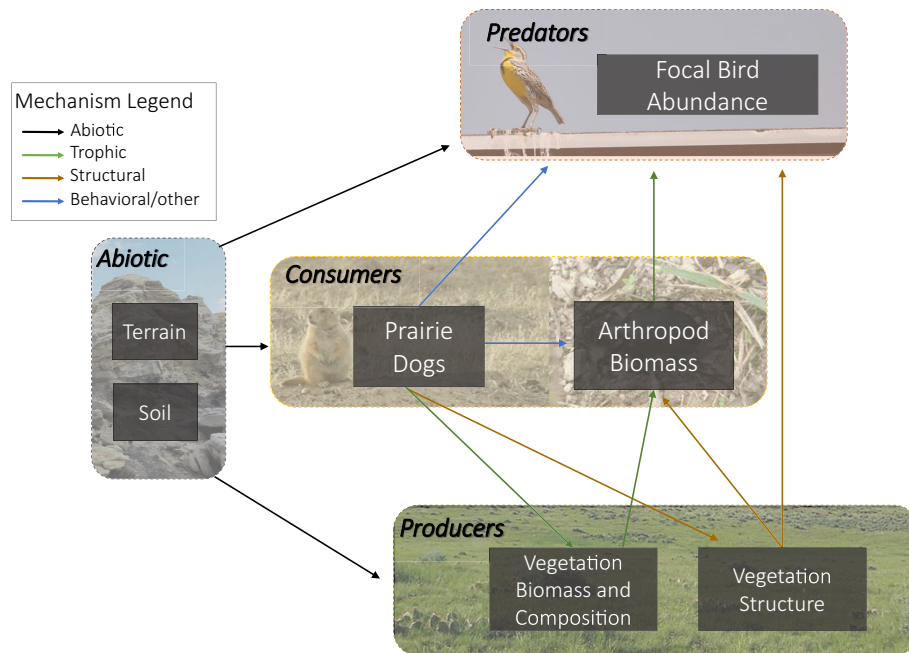 Predators
Focal Bird
Abundance
Mechanism Legend
Abiotic
Trophic
Structural
Behavioral/other
Abiotic
Terrain
Soil
Consumers
Prairie
Dogs
Arthropod
Biomass
Producers
Vegetation
Biomass and
Composition
Vegetation
Structure